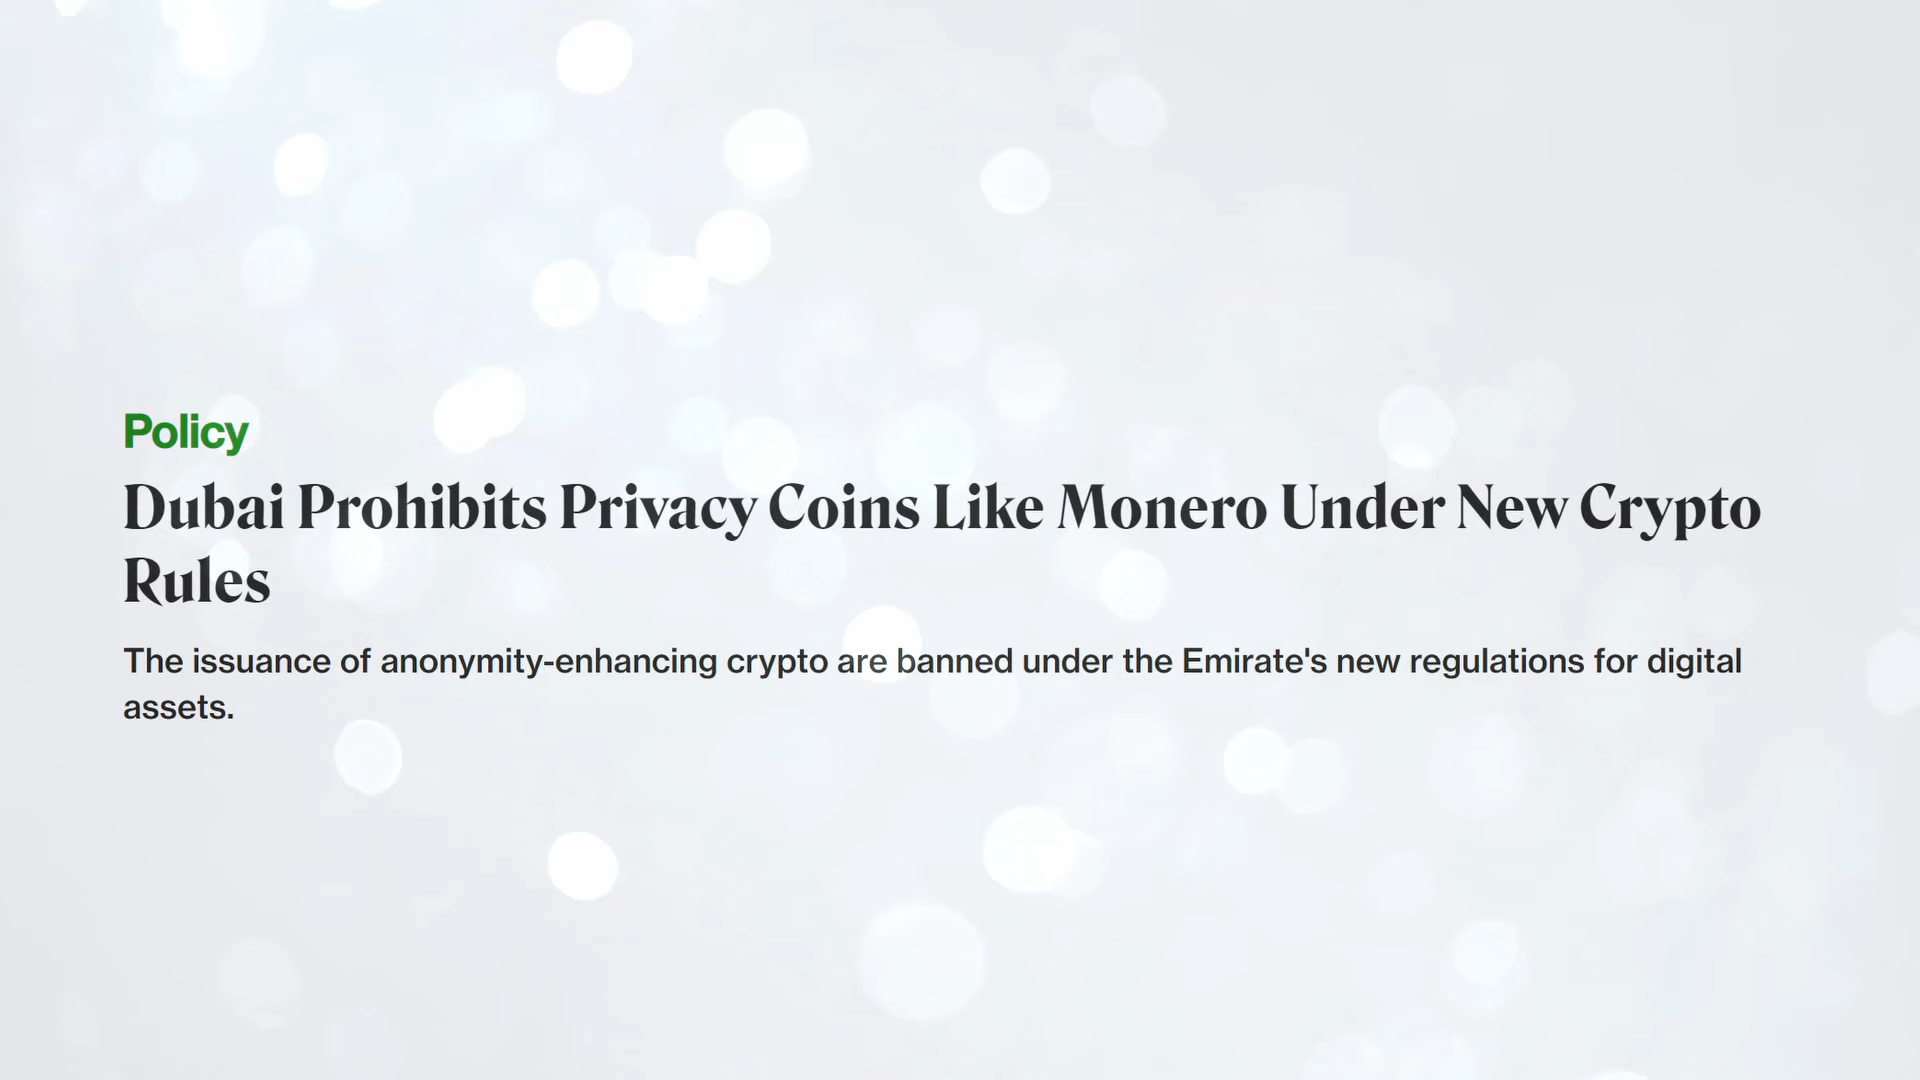 Policy
Dubai Prohibits Privacy Coins Like Monero Under New Crypto
Rules
The issuance of anonymity-enhancing crypto are banned under the Emirate's new regulations for digital
assets.